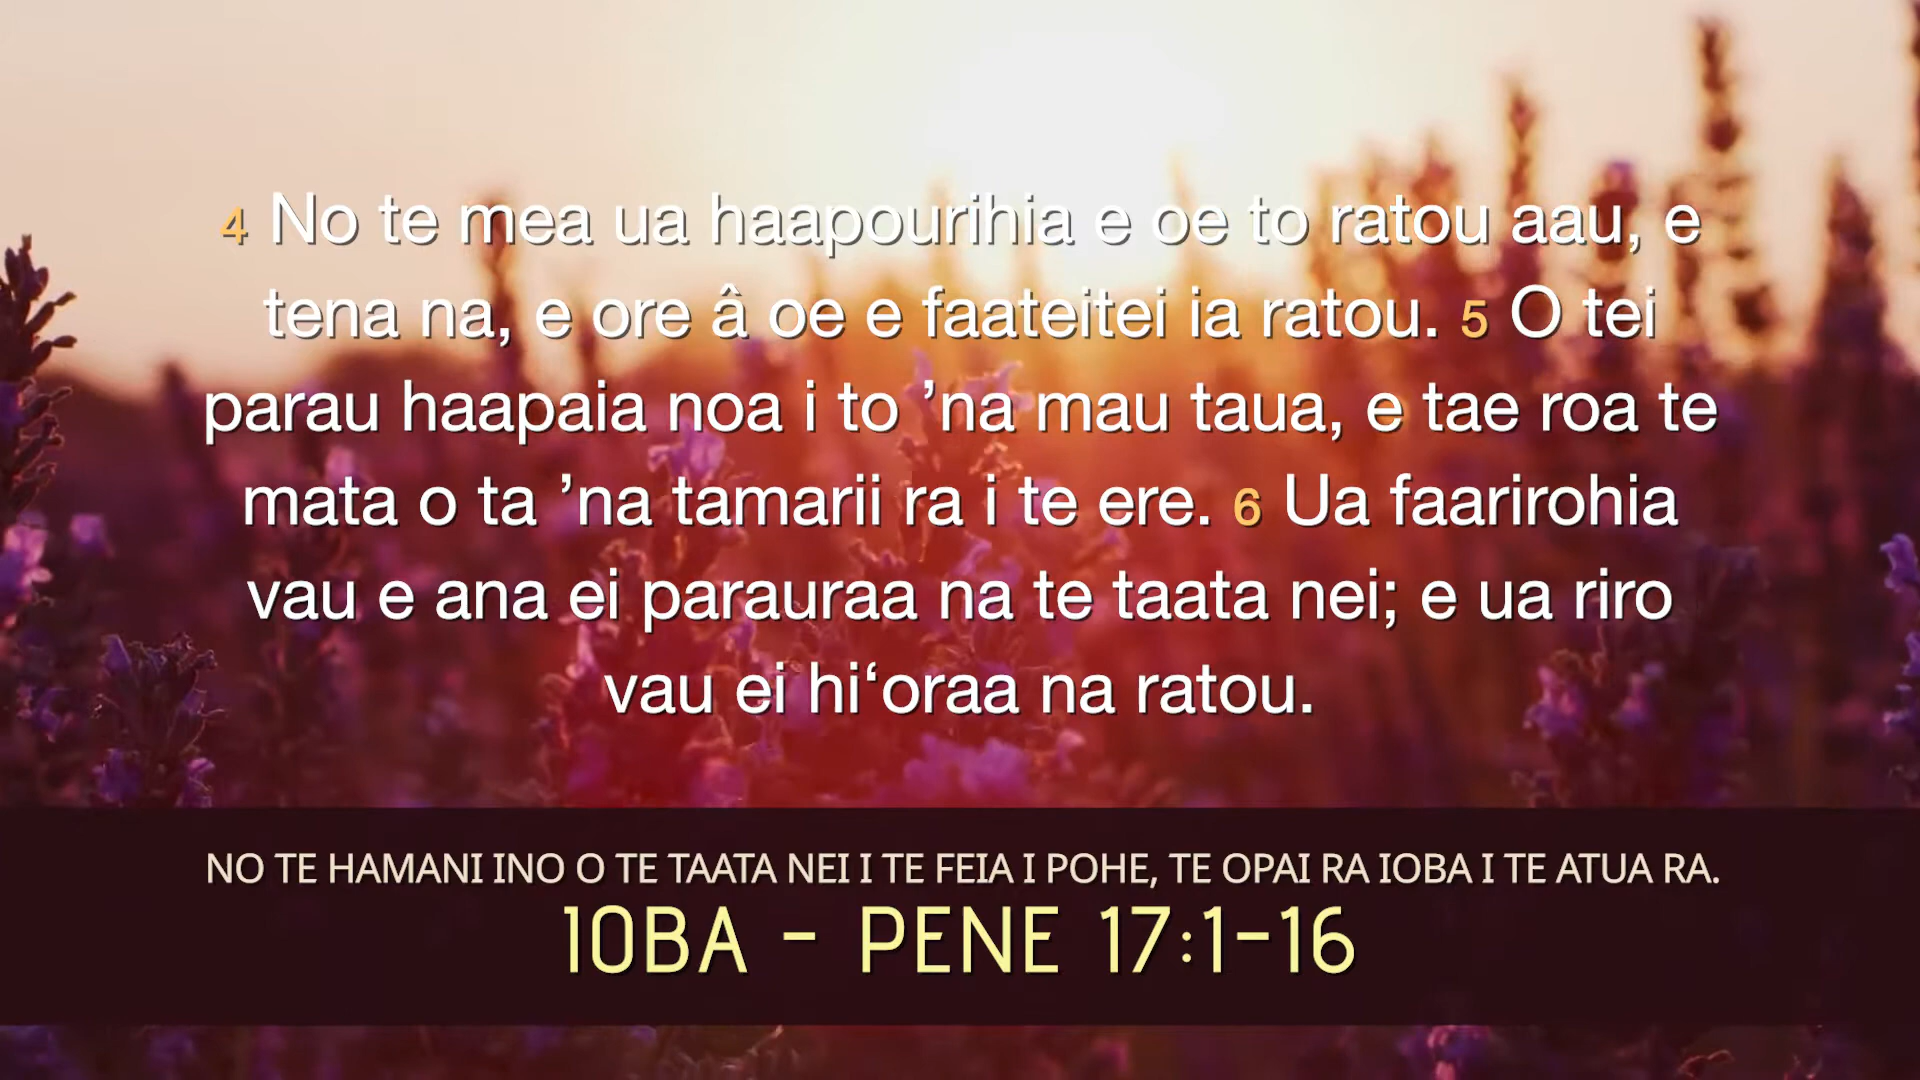 4 No te mea ua haapourihia e oe to ratou aau, e
tena na, e ore â oe e faateitei ia ratou. 5 O tei
parau haapaia noa i to ’na mau taua, e tae roa te
mata o ta ’na tamarii ra i te ere. 6 Ua faarirohia
vau e ana ei parauraa na te taata nei; e ua riro
vau ei hi‘oraa na ratou.
NO TE HAMANI INO O TE TAATA NEI I TE FEIA I POHE, TE OPAI RA IOBA I TE ATUA RA.
IOBA - PENE 17:1-16